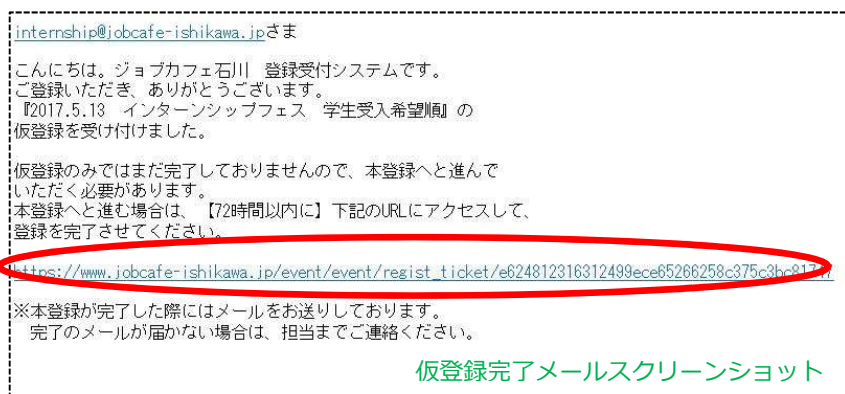 internship@jobcafe-ishikawa.jpさま
こんにちは。ジョブカフェ石川　登録受付システムです。
ご登録いただき、ありがとうございます。
『2017.5.13　インターンシップフェス　学生受入希望順』の
仮登録を受け付けました。
仮登録のみではまだ完了しておりませんので、本登録へと進んで
いただく必要があります。
本登録へと進む場合は、【72時間以内に】下記のURLにアクセスして、
登録を完了させてください。
※本登録が完了した際にはメールをお送りしております。
完了のメールが届かない場合は、担当までご連絡ください。
仮登録完了メールスクリーンショット